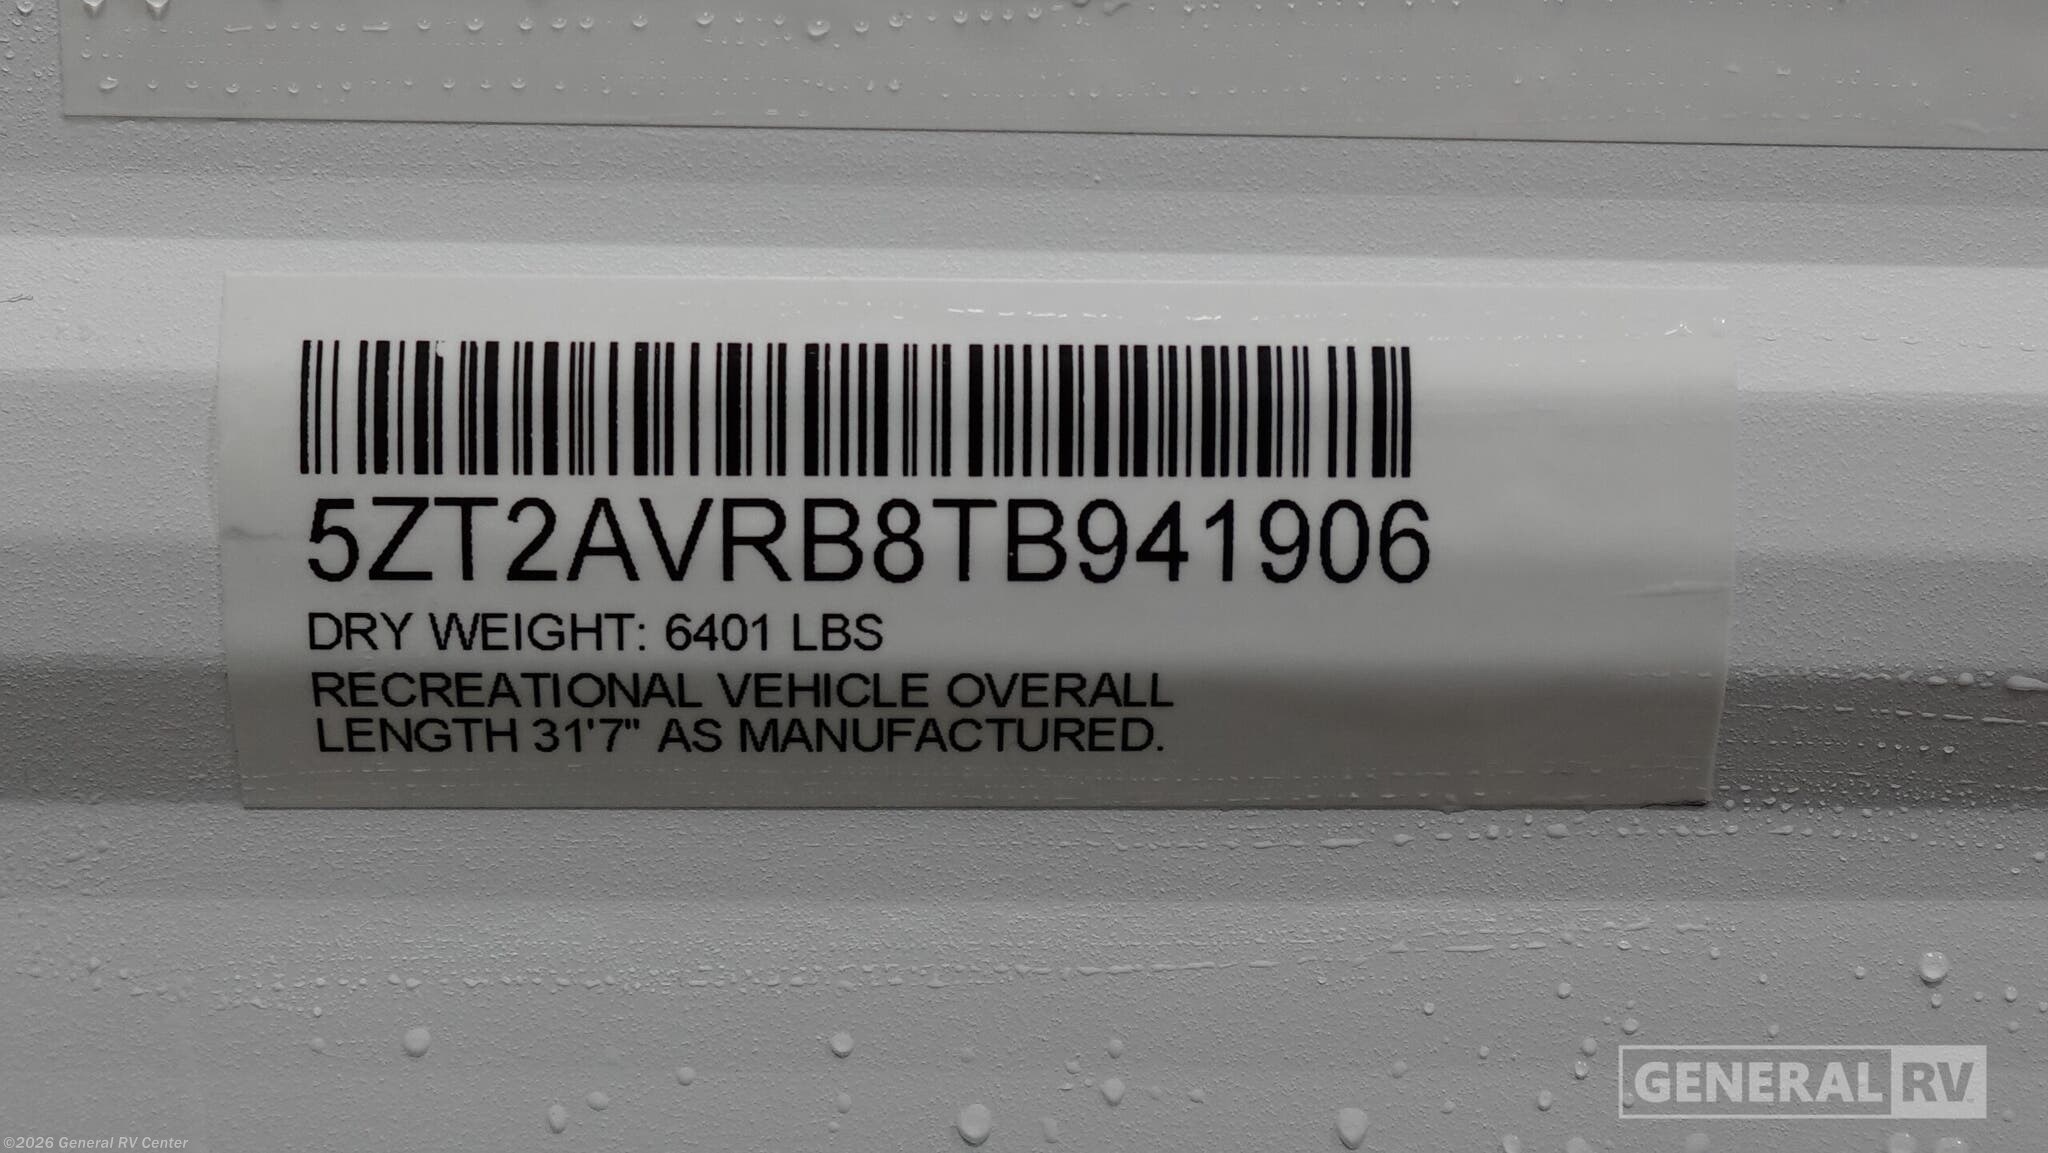 5ZT2AVRB8TB941906
DRY WEIGHT: 6401 LBS
RECREATIONAL VEHICLE OVERALL
LENGTH 31'7" AS MANUFACTURED.
GENERAL RV
©2026 General RV Center